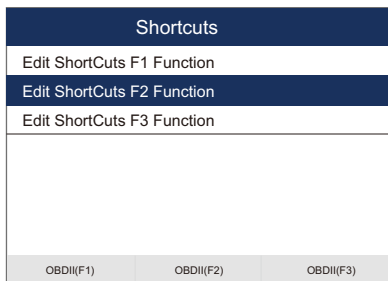 Shortcuts
Edit ShortCuts F1 Function
Edit ShortCuts F2 Function
Edit ShortCuts F3 Function
OBDII(F1) OBDII(F2) OBDII(F3)